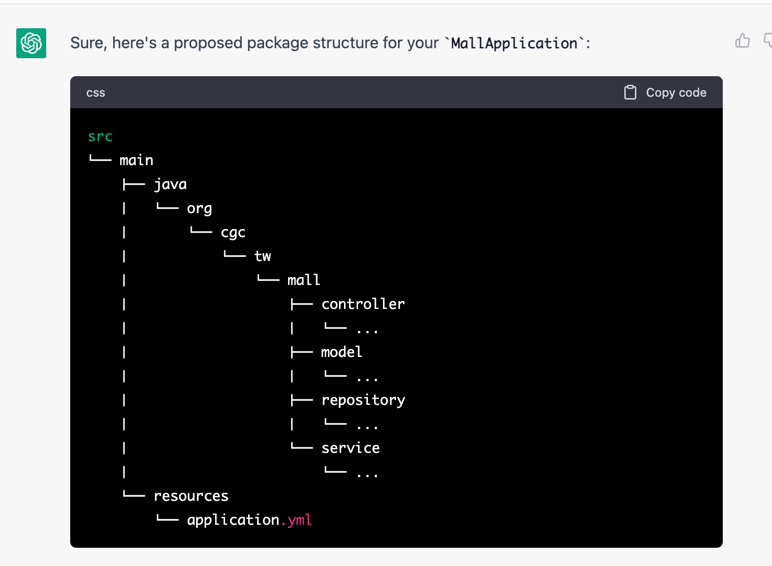 Sure, here's a proposed package structure for your `MallApplication`:
css
Copy code
src
└── main
    ├── java
    |   └── org
    |       └── cgc
    |           └── tw
    |               └── mall
    |                   ├── controller
    |                   |   └── ...
    |                   ├── model
    |                   |   └── ...
    |                   ├── repository
    |                   |   └── ...
    |                   └── service
    |                       └── ...
    └── resources
        └── application.yml